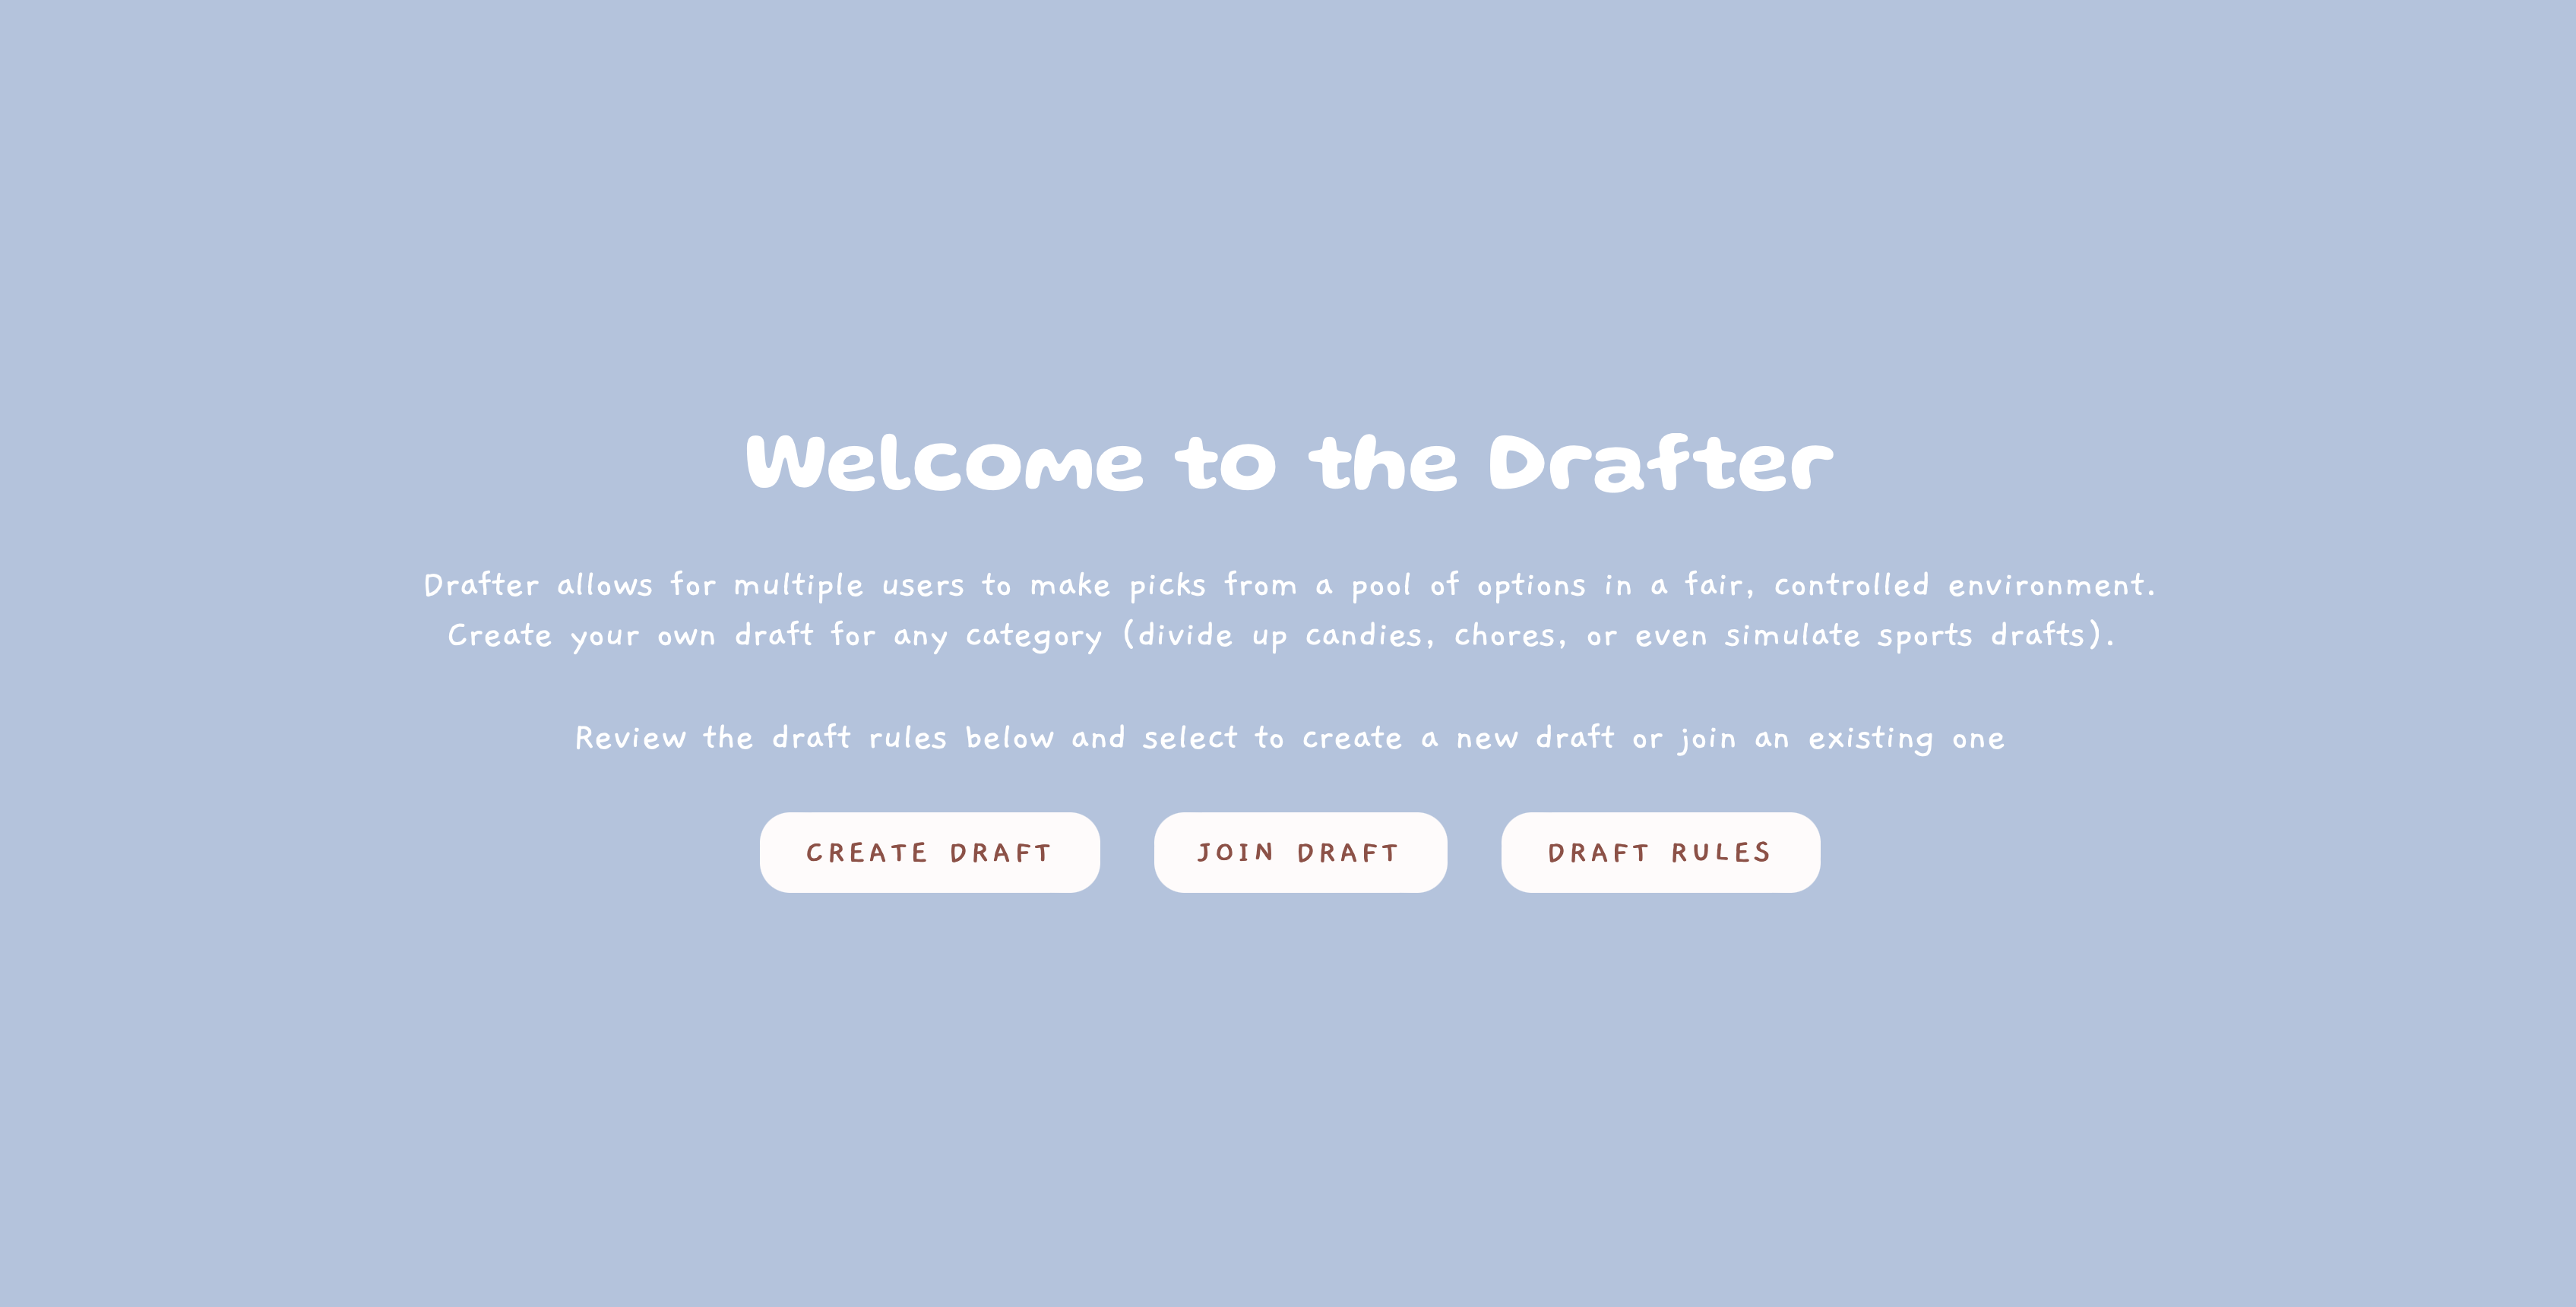 Welcome to the Drafter
Drafter allows for multiple users to make picks from a pool of options in a fair, controlled environment.
Create your own draft for any category (divide up candies, chores, or even simulate sports drafts).
Review the draft rules below and select to create a new draft or join an existing one
CREATE DRAFT
JOIN DRAFT
DRAFT RULES